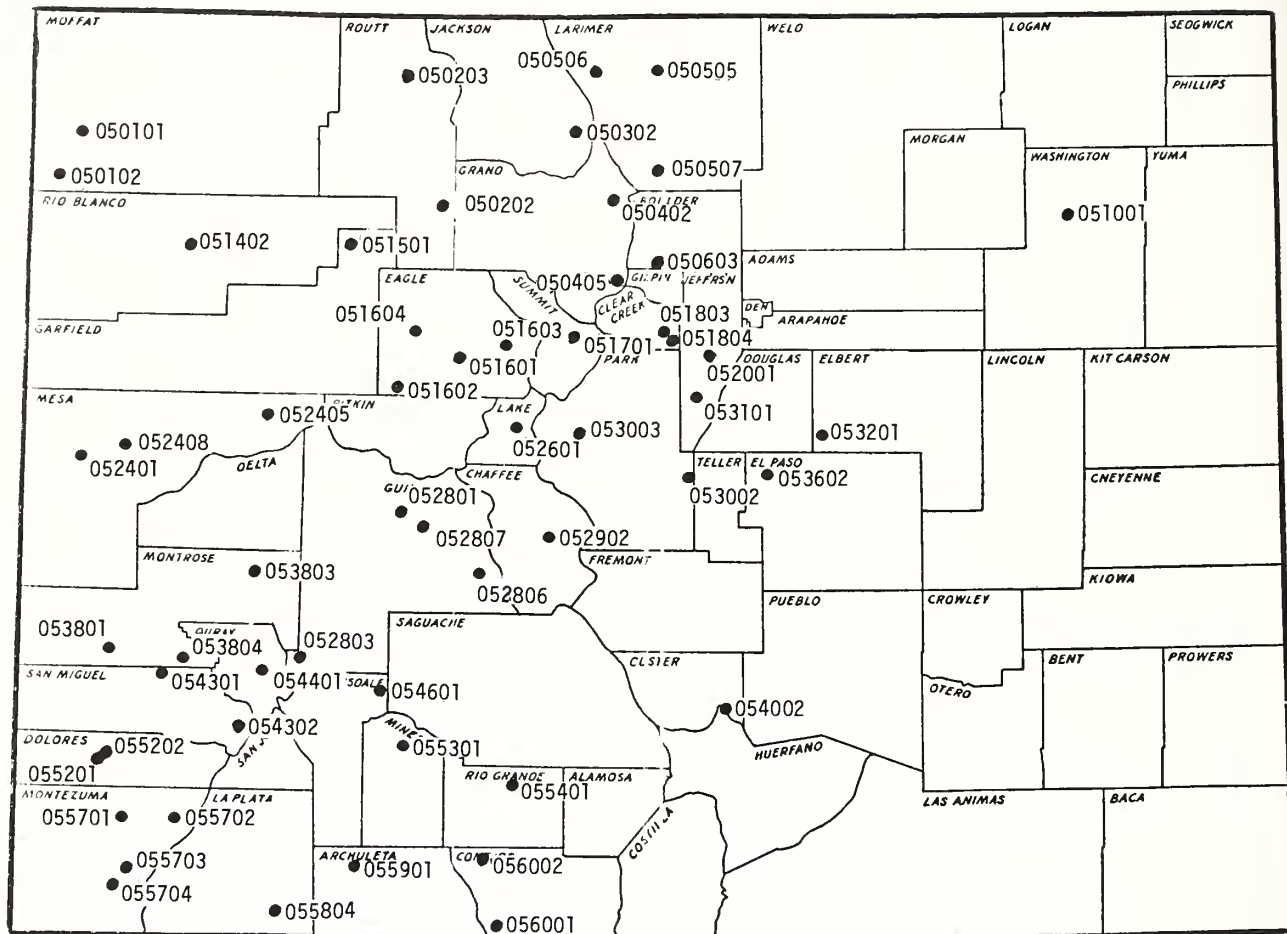 MOFFAT
ROUTT
JACKSON
LARIMER
WELD
LOGAN
SEDGWICK
PHILLIPS
050203
050506
050505
050101
050302
MORGAN
WASHINGTON
YUMA
050102
GRAND
050507
RIO BLANCO
050202
050402
051001
051402
051501
050603
ADAMS
EAGLE
SUMMIT
050405
JEFFRSN
CLEAR CREEK
DEN
ARAPAHOE
GARFIELD
051604
051603
051701
051803
051804
PARK
051601
052001
DOUGLAS
ELBERT
LINCOLN
KIT CARSON
051602
MESA
052405
LAKE
053101
052408
052601
053003
053201
052401
DELTA
CHAFFEE
TELLER
EL PASO
CHEYENNE
052801
053002
053602
052807
052902
MONTROSE
053803
FREMONT
KIOWA
052806
PUEBLO
CROWLEY
SAGUACHE
053801
053804
052803
CUSTER
BENT
PROWERS
SAN MIGUEL
054301
054401
SDALE
054601
OTERO
054002
054302
DOLORES
055202
SAN J
MINE
055301
HUERFANO
055201
RIO GRANDE
ALAMOSA
055401
MONTEZUMA
LA PLATA
LAS ANIMAS
BACA
055701
055702
COSTILLA
ARCHULETA
055703
055901
056002
055704
055804
056001